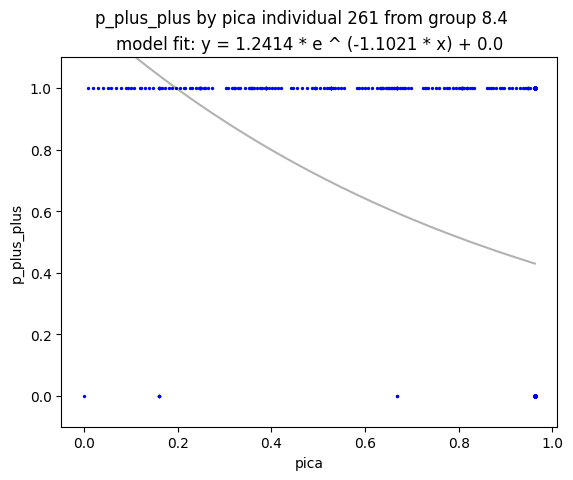 p_plus_plus by pica individual 261 from group 8.4
model fit: y = 1.2414 * e ^ (-1.1021 * x) + 0.0
1.0
0.8
0.6
0.4
0.2
0.0
p_plus_plus
0.0 0.2 0.4 0.6 0.8 1.0
pica